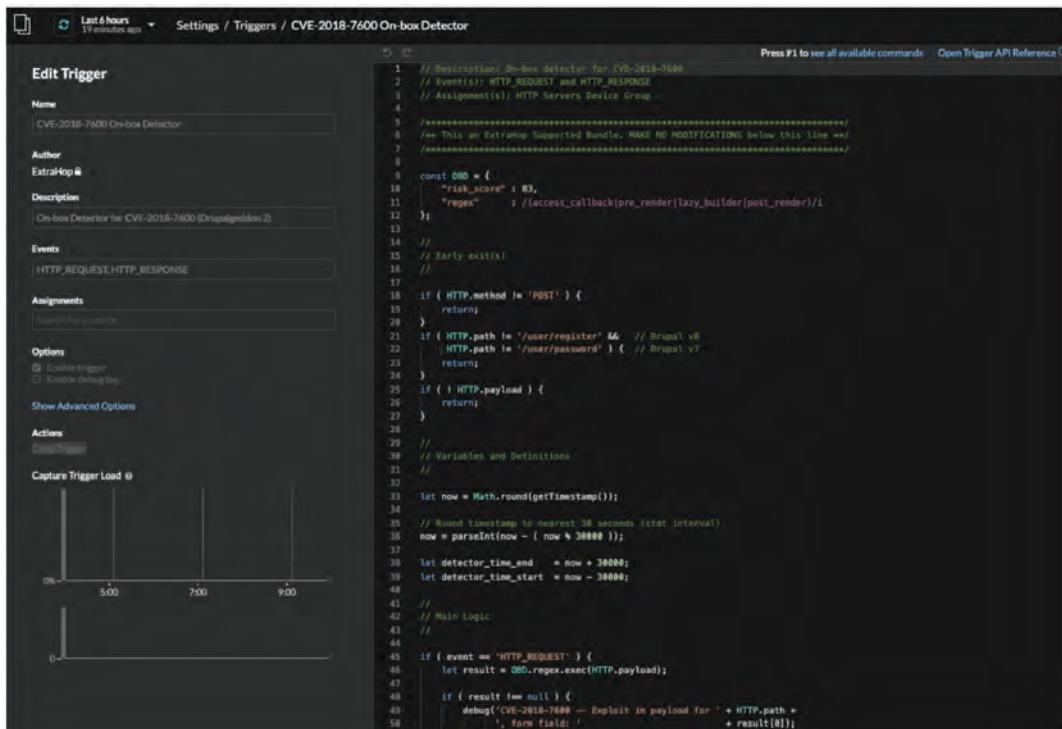 Last 6 hours
19 minutes ago
Settings / Triggers / CVE-2018-7600 On-box Detector
Press F1 to see all available commands Open Trigger API Reference
Edit Trigger
Name
CVE-2018-7600 On-box Detector
Author
ExtraHop
Description
On-box Detector for CVE-2018-7600 (Drupalgeddon 2)
Events
HTTP_REQUEST, HTTP_RESPONSE
Assignments
Options
Enable trigger
Enable debug log
Show Advanced Options
Actions
Capture Trigger Load
0%
5:00 7:00 9:00
0
1 // Description: On-box detector for CVE-2018-7600
2 // Event(s): HTTP_REQUEST and HTTP_RESPONSE
3 // Assignment(s): HTTP Servers Device Group
4
5 /******************************************************************************/
6 /** This an ExtraHop Supported Bundle. MAKE NO MODIFICATIONS below this line **/
7 /******************************************************************************/
8
9 const OBD = {
10 "risk_score" : 83,
11 "regex" : /(access_callback|pre_render|lazy_builder|post_render)/i
12 };
13
14 //
15 // Early exit(s)
16 //
17
18 if ( HTTP.method != 'POST' ) {
19 return;
20 }
21 if ( HTTP.path != '/user/register' && // Drupal v8
22 HTTP.path != '/user/password' ) { // Drupal v7
23 return;
24 }
25 if ( ! HTTP.payload ) {
26 return;
27 }
28
29 //
30 // Variables and Definitions
31 //
32
33 let now = Math.round(getTimestamp());
34
35 // Round timestamp to nearest 30 seconds (stat interval)
36 now = parseInt(now - ( now % 30000 ));
37
38 let detector_time_end = now + 30000;
39 let detector_time_start = now - 30000;
40
41 //
42 // Main Logic
43 //
44
45 if ( event == 'HTTP_REQUEST' ) {
46 let result = OBD.regex.exec(HTTP.payload);
47
48 if ( result !== null ) {
49 debug('CVE-2018-7600 -- Exploit in payload for ' + HTTP.path +
50 ', form field: ' + result[0]);